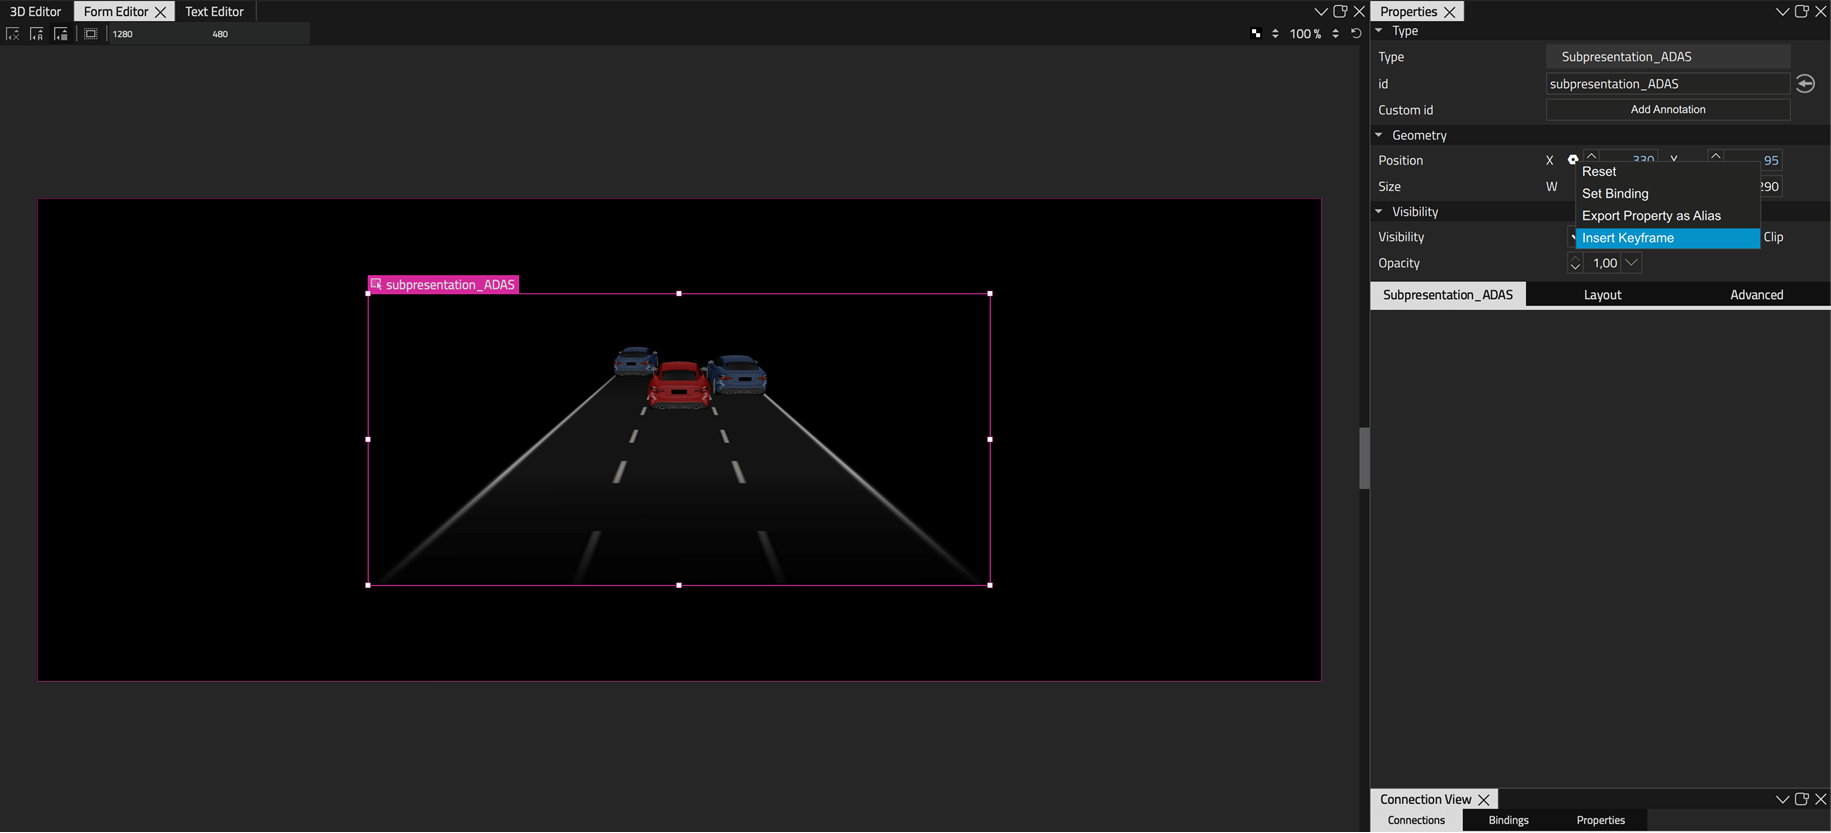 3D Editor Form Editor Text Editor
1280 480 100 %
subpresentation_ADAS
Properties
Type
Type Subpresentation_ADAS
id subpresentation_ADAS
Custom id Add Annotation
Geometry
Position X 330 Y 95
Size W 290
Reset
Set Binding
Export Property as Alias
Insert Keyframe
Visibility
Visibility Clip
Opacity 1,00
Subpresentation_ADAS Layout Advanced
Connection View
Connections Bindings Properties